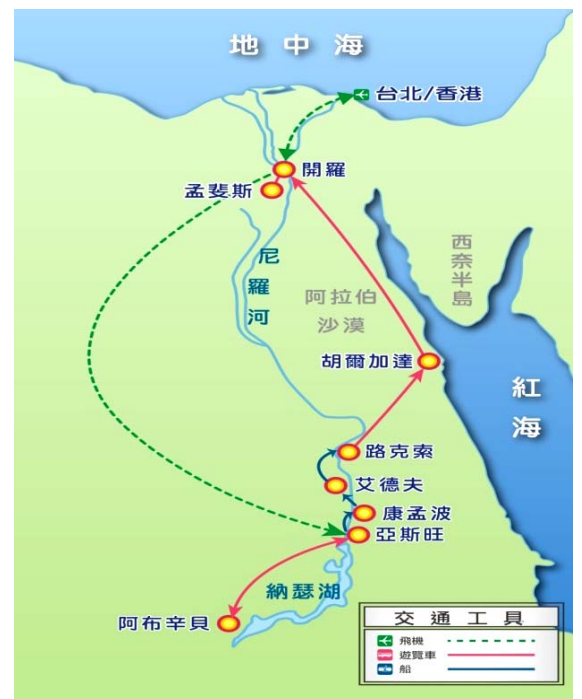 地中海
台北/香港
開羅
孟斐斯
尼羅河
阿拉伯
沙漠
西奈半島
胡爾加達
紅海
路克索
艾德夫
康孟波
亞斯旺
納瑟湖
阿布辛貝
交通工具
飛機
遊覽車
船